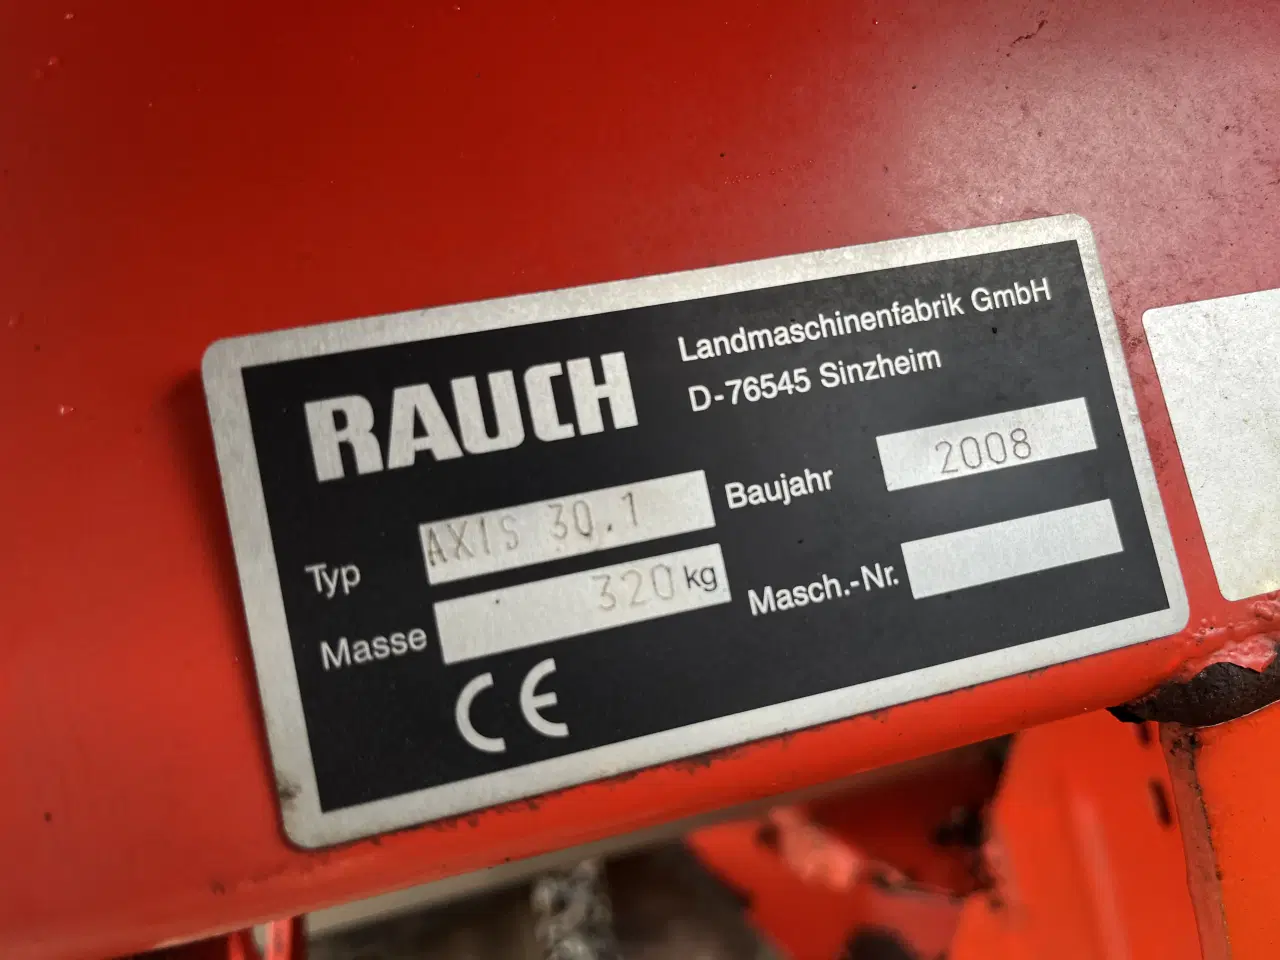 RAUCH
Landmaschinenfabrik GmbH
D-76545 Sinzheim
Typ AXIS 30.1
Baujahr 2008
Masse 320 kg
Masch.-Nr.
CE